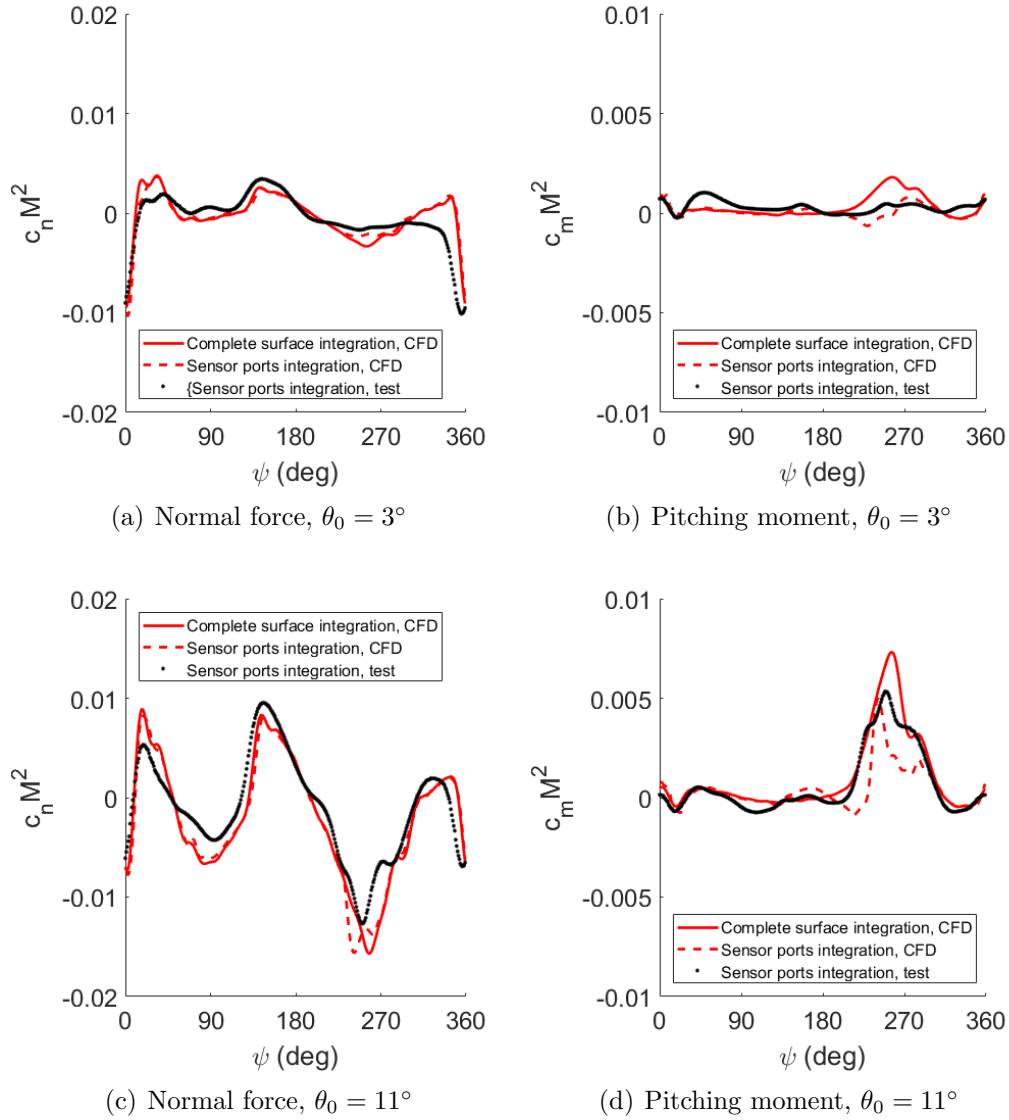 0.02
0.01
0
-0.01
-0.02
c_n M^2
0 90 180 270 360
ψ (deg)
Complete surface integration, CFD
Sensor ports integration, CFD
{Sensor ports integration, test
(a) Normal force, θ_0 = 3°
0.01
0.005
0
-0.005
-0.01
c_m M^2
0 90 180 270 360
ψ (deg)
Complete surface integration, CFD
Sensor ports integration, CFD
Sensor ports integration, test
(b) Pitching moment, θ_0 = 3°
0.02
0.01
0
-0.01
-0.02
c_n M^2
0 90 180 270 360
ψ (deg)
Complete surface integration, CFD
Sensor ports integration, CFD
Sensor ports integration, test
(c) Normal force, θ_0 = 11°
0.01
0.005
0
-0.005
-0.01
c_m M^2
0 90 180 270 360
ψ (deg)
Complete surface integration, CFD
Sensor ports integration, CFD
Sensor ports integration, test
(d) Pitching moment, θ_0 = 11°